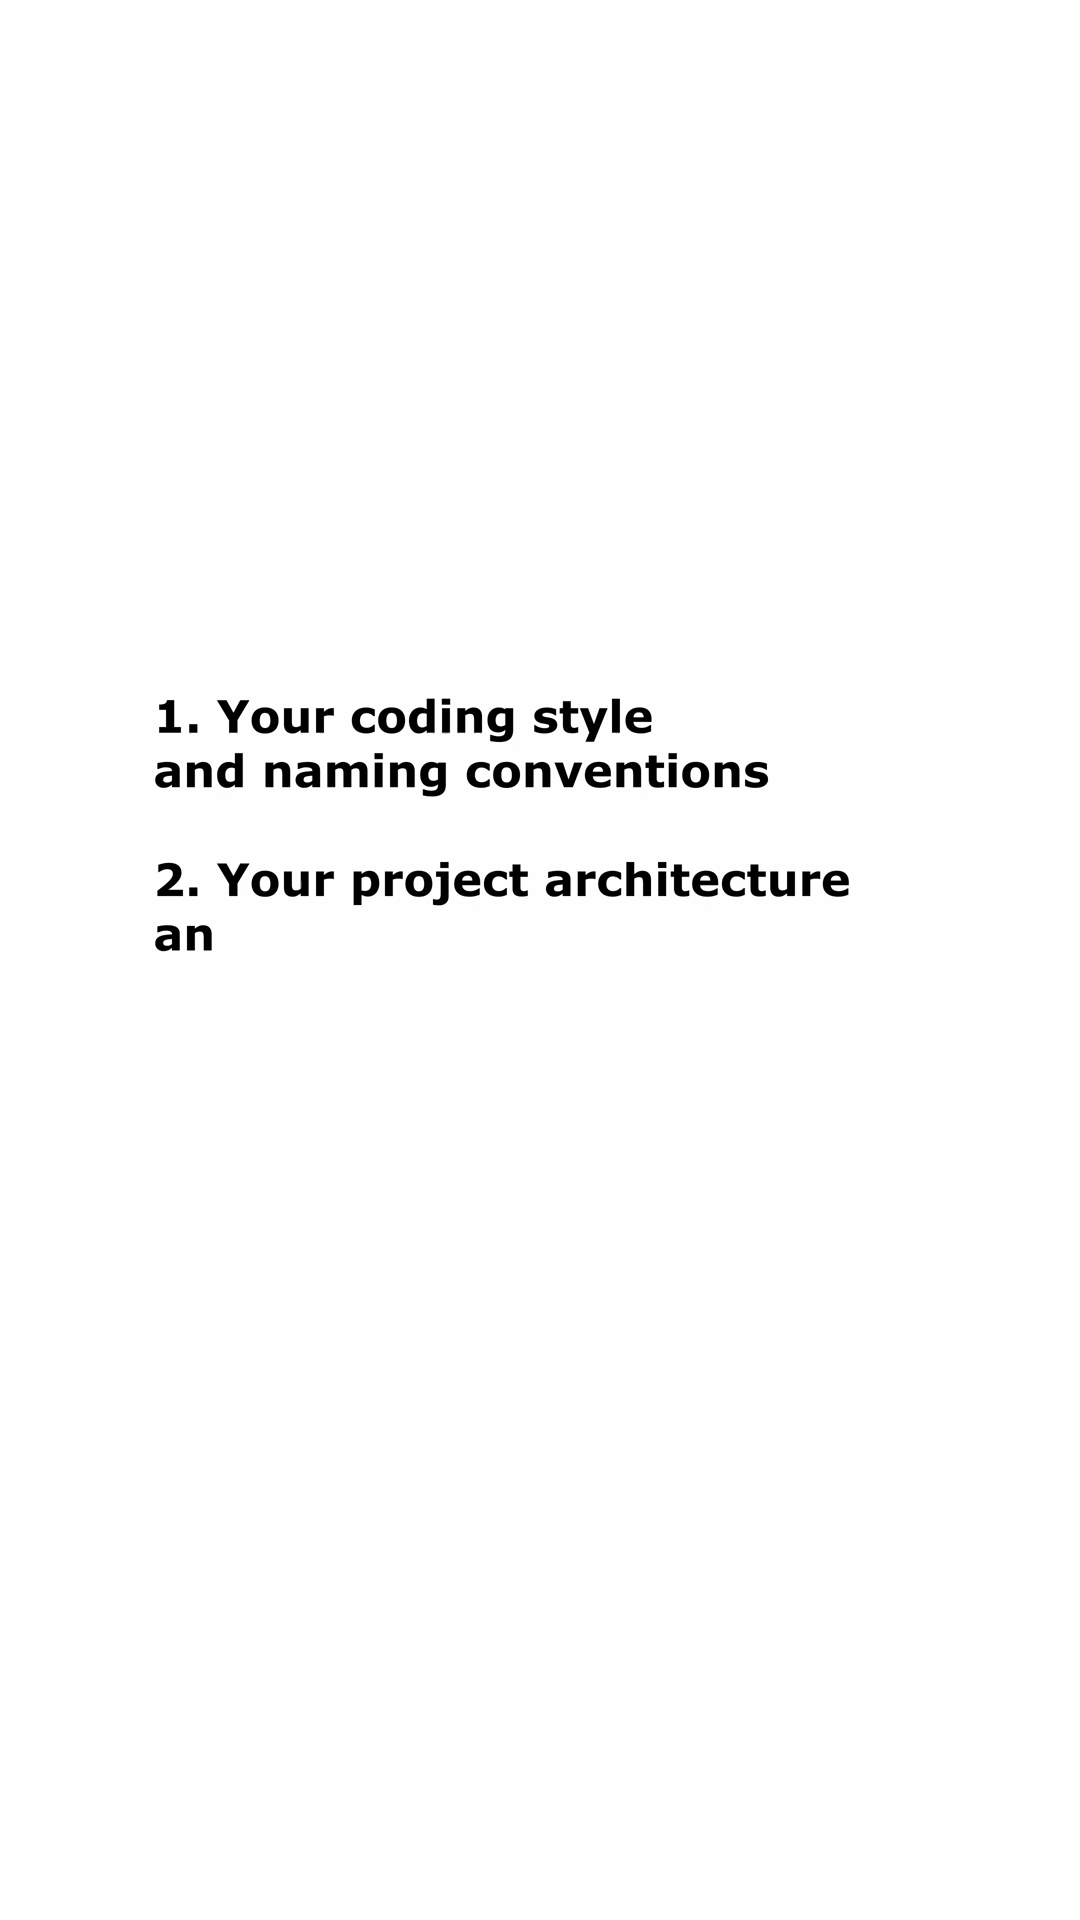 1. Your coding style
and naming conventions
2. Your project architecture
an